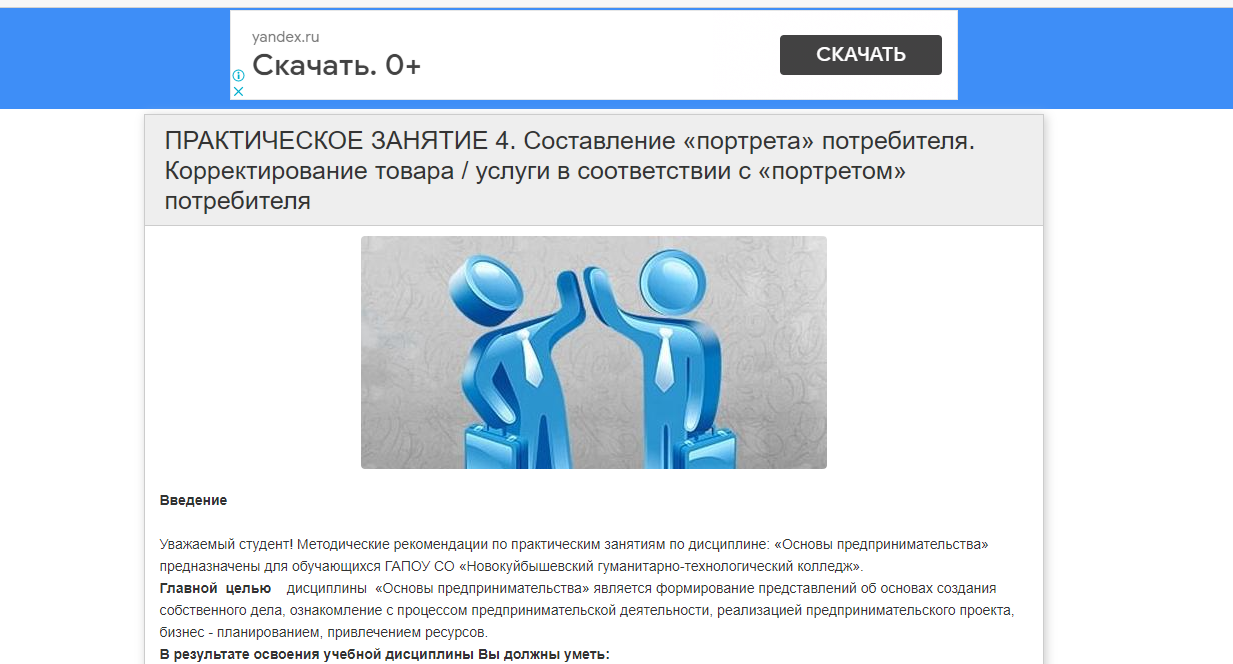 yandex.ru
Скачать. 0+
СКАЧАТЬ
ПРАКТИЧЕСКОЕ ЗАНЯТИЕ 4. Составление «портрета» потребителя.
Корректирование товара / услуги в соответствии с «портретом»
потребителя
Введение
Уважаемый студент! Методические рекомендации по практическим занятиям по дисциплине: «Основы предпринимательства»
предназначены для обучающихся ГАПОУ СО «Новокуйбышевский гуманитарно-технологический колледж».
Главной целью дисциплины «Основы предпринимательства» является формирование представлений об основах создания
собственного дела, ознакомление с процессом предпринимательской деятельности, реализацией предпринимательского проекта,
бизнес - планированием, привлечением ресурсов.
В результате освоения учебной дисциплины Вы должны уметь: